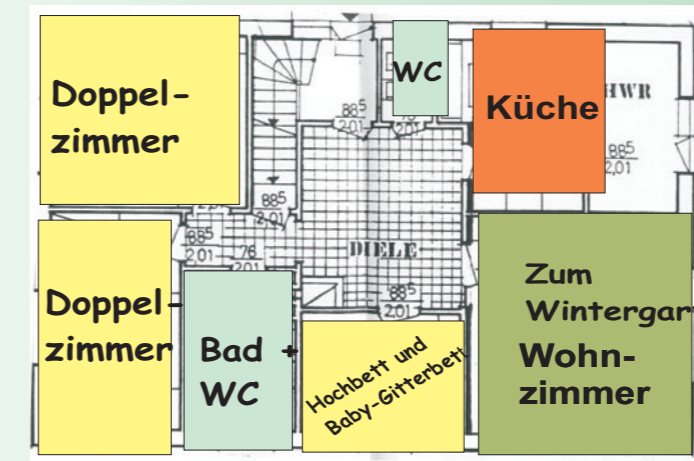 Doppel-
zimmer
WC
Küche
HWR
88⁵
2,01
88⁵
2,01
88⁵
2,01
88⁵
2,01
76
2,01
DIELE
88⁵
2,01
Doppel-
zimmer
Bad +
WC
Hochbett und
Baby-Gitterbett
Zum
Wintergar
Wohn-
zimmer